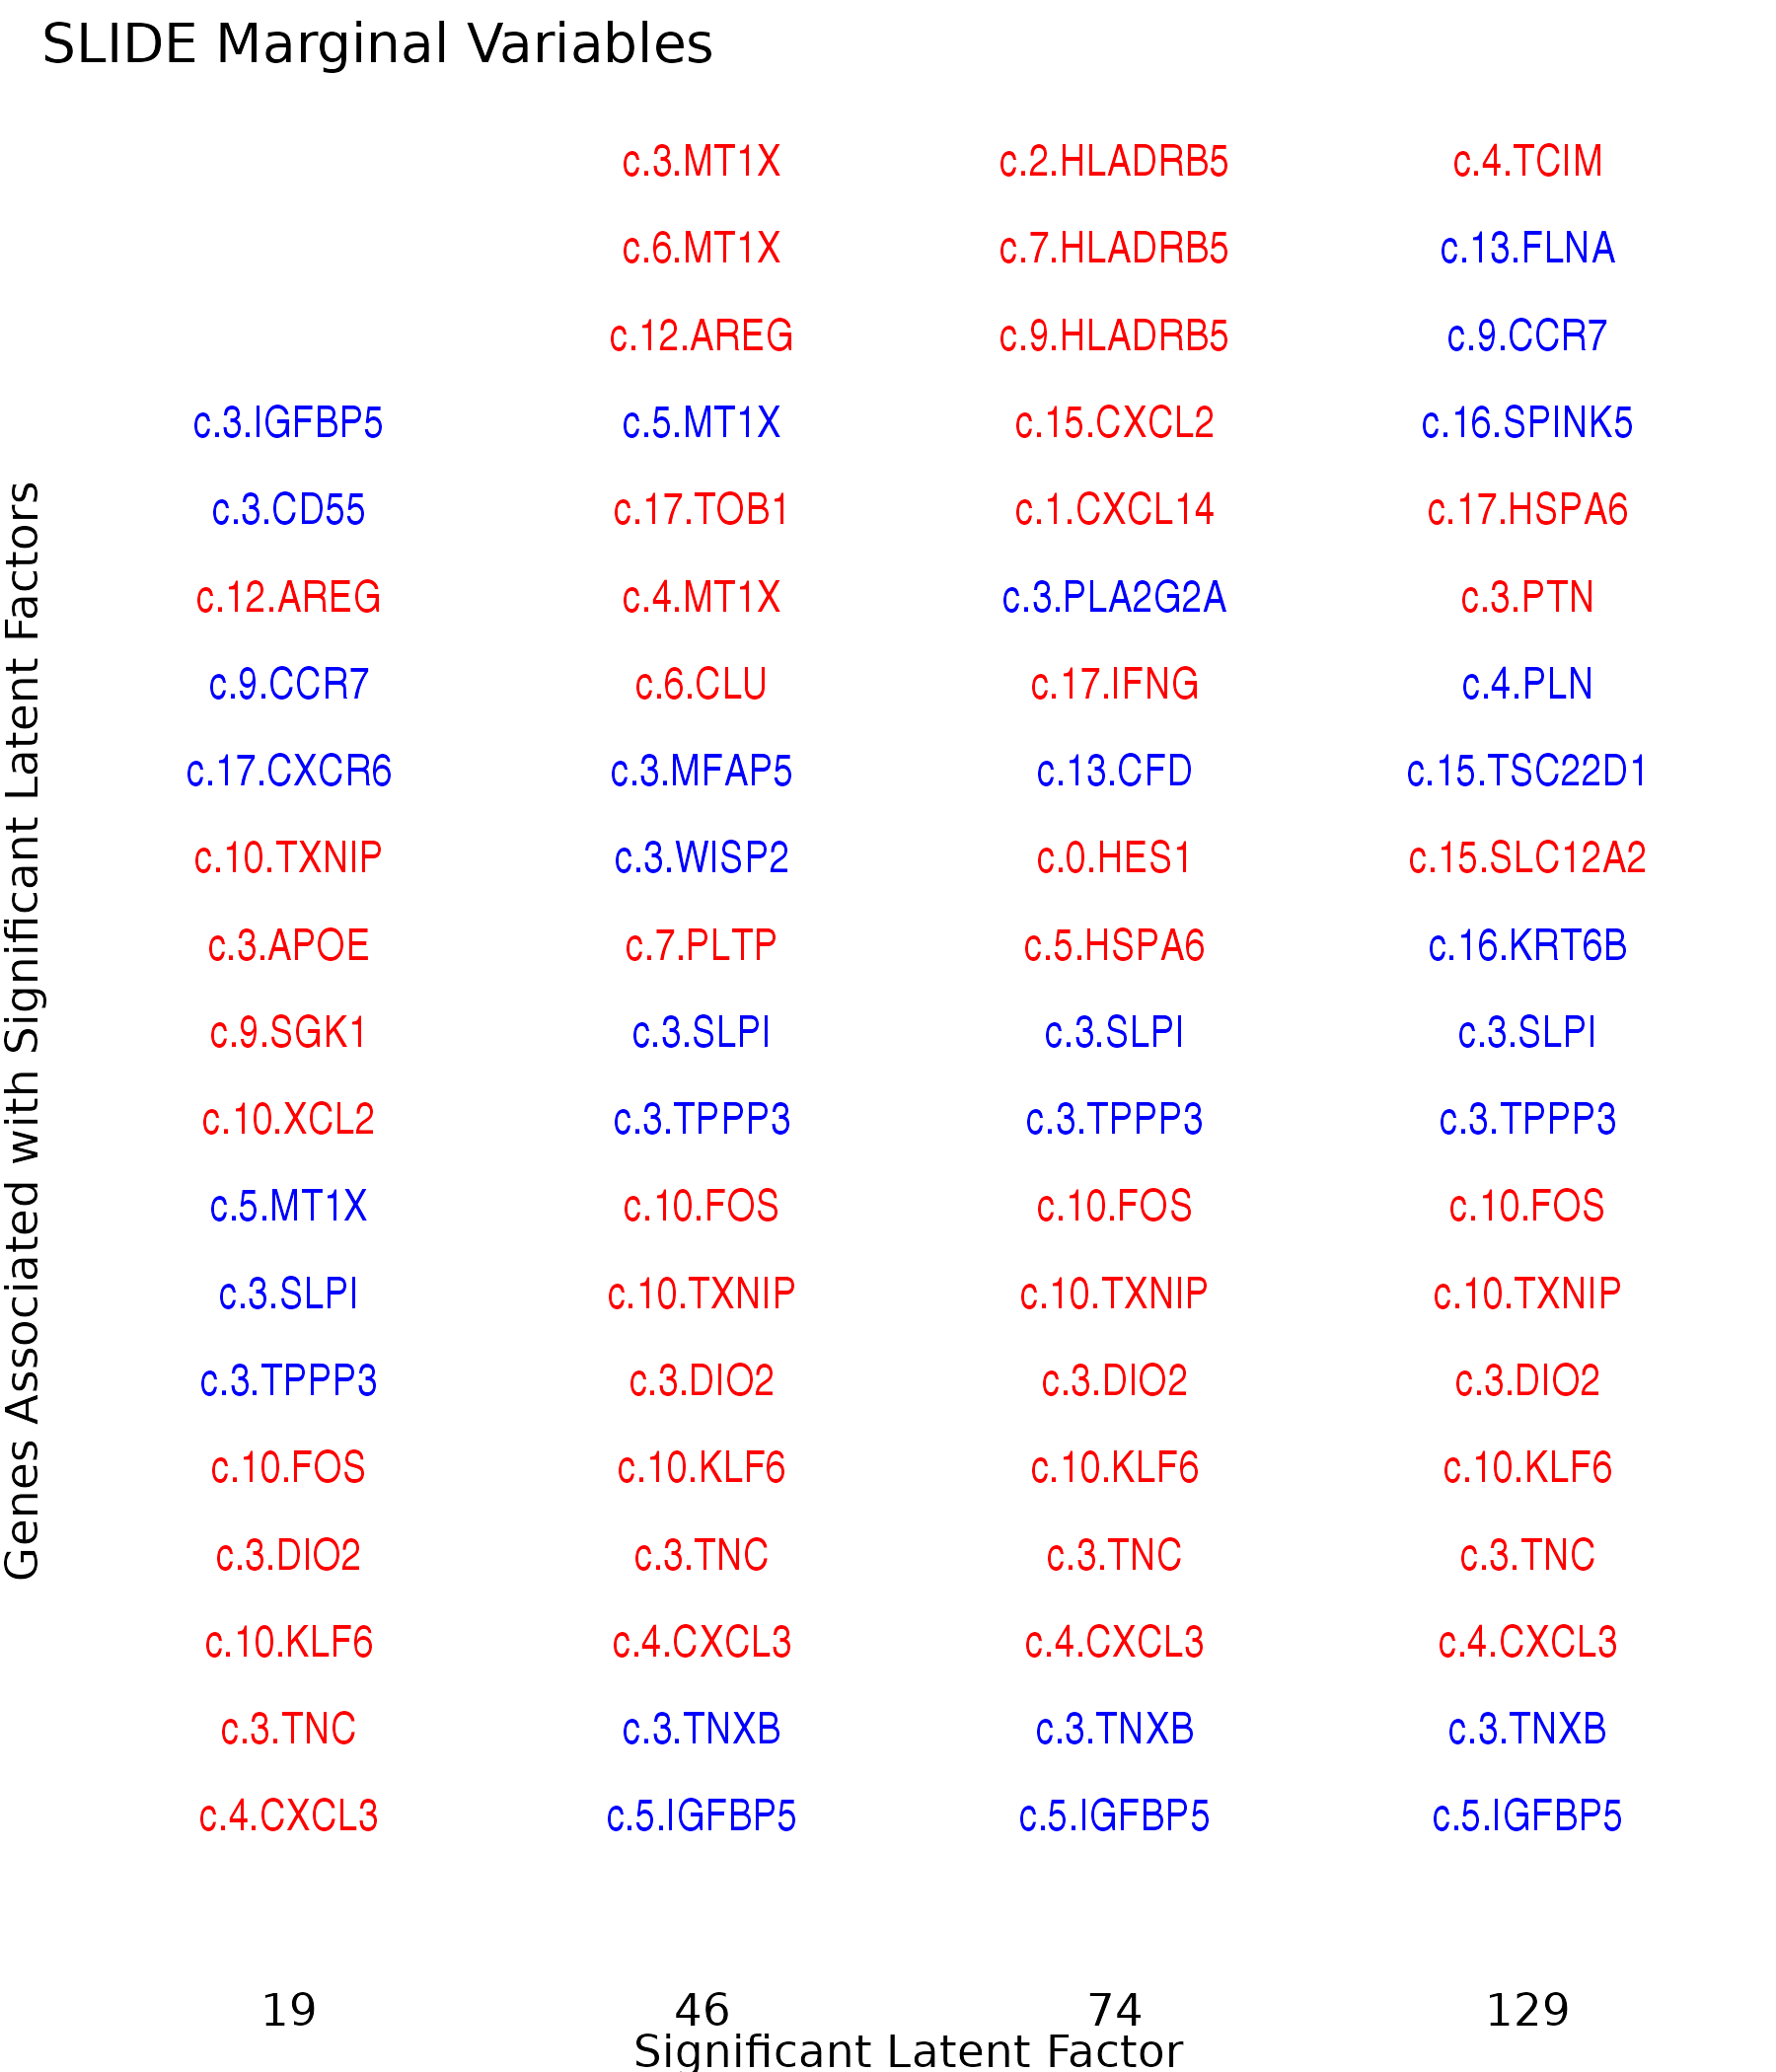 SLIDE Marginal Variables
c.3.MT1X c.2.HLADRB5 c.4.TCIM
c.6.MT1X c.7.HLADRB5 c.13.FLNA
c.12.AREG c.9.HLADRB5 c.9.CCR7
c.3.IGFBP5 c.5.MT1X c.15.CXCL2 c.16.SPINK5
c.3.CD55 c.17.TOB1 c.1.CXCL14 c.17.HSPA6
c.12.AREG c.4.MT1X c.3.PLA2G2A c.3.PTN
c.9.CCR7 c.6.CLU c.17.IFNG c.4.PLN
c.17.CXCR6 c.3.MFAP5 c.13.CFD c.15.TSC22D1
c.10.TXNIP c.3.WISP2 c.0.HES1 c.15.SLC12A2
c.3.APOE c.7.PLTP c.5.HSPA6 c.16.KRT6B
c.9.SGK1 c.3.SLPI c.3.SLPI c.3.SLPI
c.10.XCL2 c.3.TPPP3 c.3.TPPP3 c.3.TPPP3
c.5.MT1X c.10.FOS c.10.FOS c.10.FOS
c.3.SLPI c.10.TXNIP c.10.TXNIP c.10.TXNIP
c.3.TPPP3 c.3.DIO2 c.3.DIO2 c.3.DIO2
c.10.FOS c.10.KLF6 c.10.KLF6 c.10.KLF6
c.3.DIO2 c.3.TNC c.3.TNC c.3.TNC
c.10.KLF6 c.4.CXCL3 c.4.CXCL3 c.4.CXCL3
c.3.TNC c.3.TNXB c.3.TNXB c.3.TNXB
c.4.CXCL3 c.5.IGFBP5 c.5.IGFBP5 c.5.IGFBP5
19 46 74 129
Significant Latent Factor
Genes Associated with Significant Latent Factors